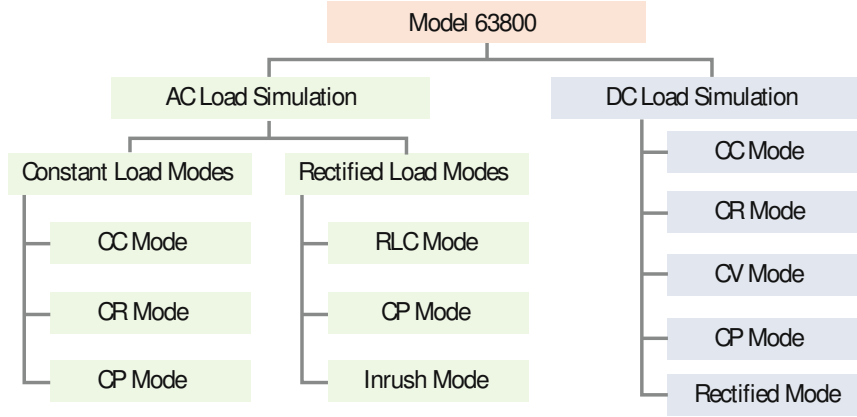 Model 63800
AC Load Simulation
DC Load Simulation
Constant Load Modes
Rectified Load Modes
CC Mode
CR Mode
CP Mode
RLC Mode
CP Mode
Inrush Mode
CC Mode
CR Mode
CV Mode
CP Mode
Rectified Mode